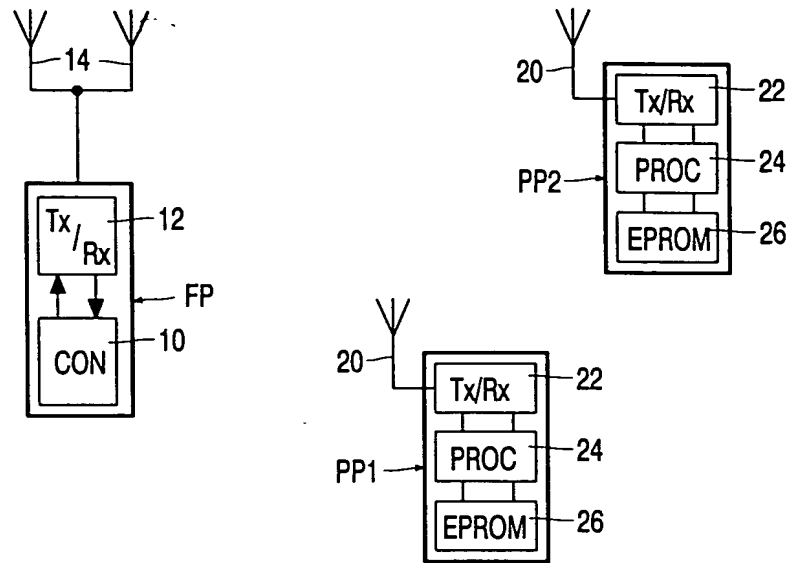 14
Tx/Rx
12
FP
CON
10
20
Tx/Rx
22
PROC
24
PP2
EPROM
26
20
Tx/Rx
22
PROC
24
PP1
EPROM
26